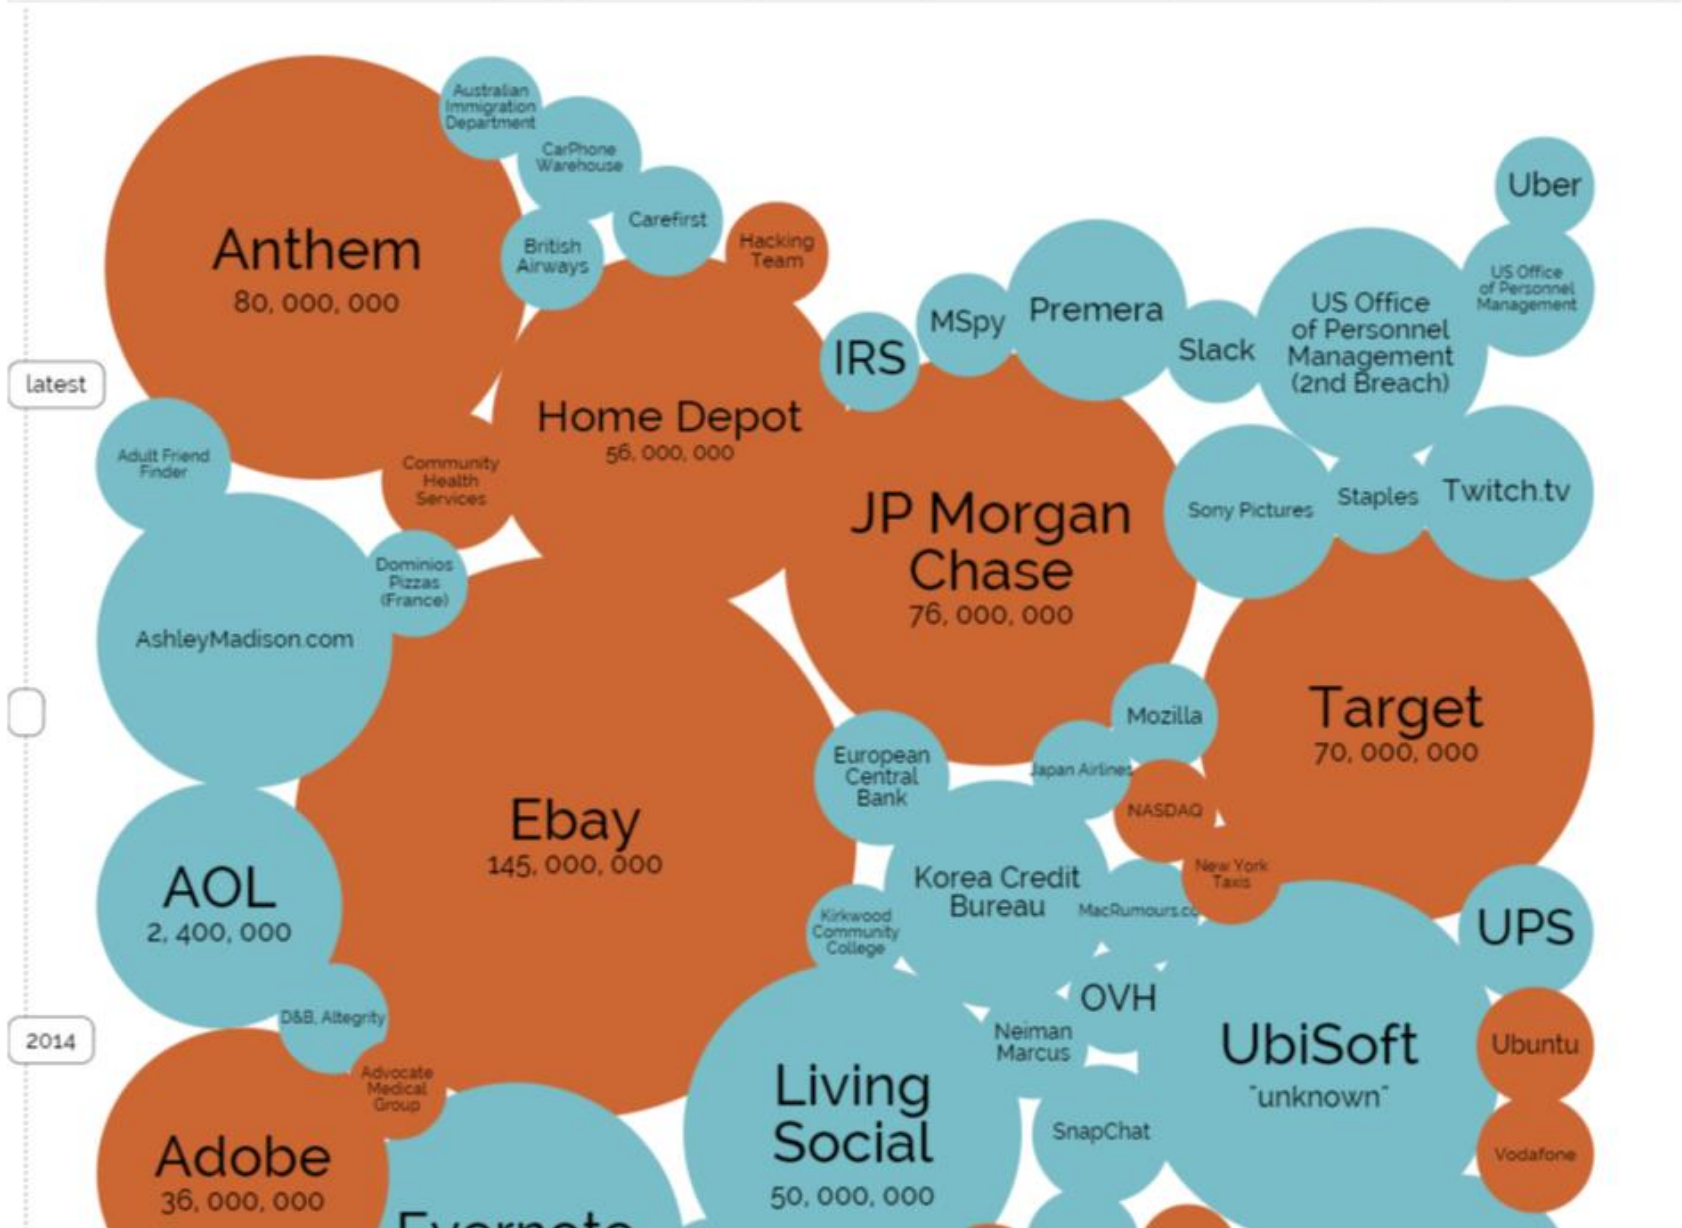 Australian
Immigration
Department
CarPhone
Warehouse
Uber
Carefirst
Anthem
80, 000, 000
British
Airways
Hacking
Team
US Office
of Personnel
Management
MSpy
Premera
US Office
of Personnel
Management
(2nd Breach)
IRS
Slack
latest
Home Depot
56, 000, 000
Adult Friend
Finder
Community
Health
Services
JP Morgan
Chase
76, 000, 000
Sony Pictures
Staples
Twitch.tv
Dominios
Pizzas
(France)
AshleyMadison.com
Mozilla
Target
70, 000, 000
European
Central
Bank
Japan Airlines
NASDAQ
Ebay
145, 000, 000
AOL
2, 400, 000
Korea Credit
Bureau
New York
Taxis
MacRumours.co
Kirkwood
Community
College
UPS
OVH
D&B, Altegrity
2014
Neiman
Marcus
UbiSoft
"unknown"
Ubuntu
Advocate
Medical
Group
Living
Social
50, 000, 000
SnapChat
Vodafone
Adobe
36, 000, 000
Evernote